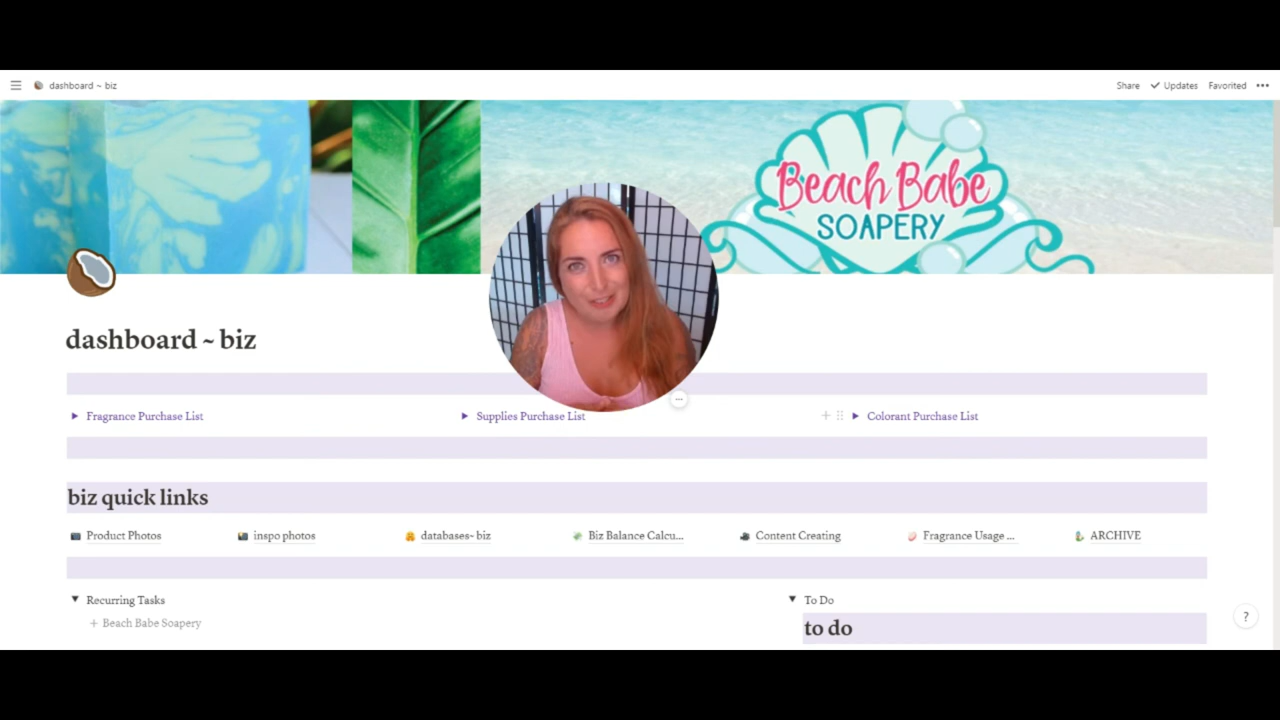 dashboard ~ biz
Share
Updates
Favorited
Beach Babe
SOAPERY
dashboard ~ biz
Fragrance Purchase List
Supplies Purchase List
Colorant Purchase List
biz quick links
Product Photos
inspo photos
databases~ biz
Biz Balance Calcu...
Content Creating
Fragrance Usage ...
ARCHIVE
Recurring Tasks
To Do
+ Beach Babe Soapery
to do
?